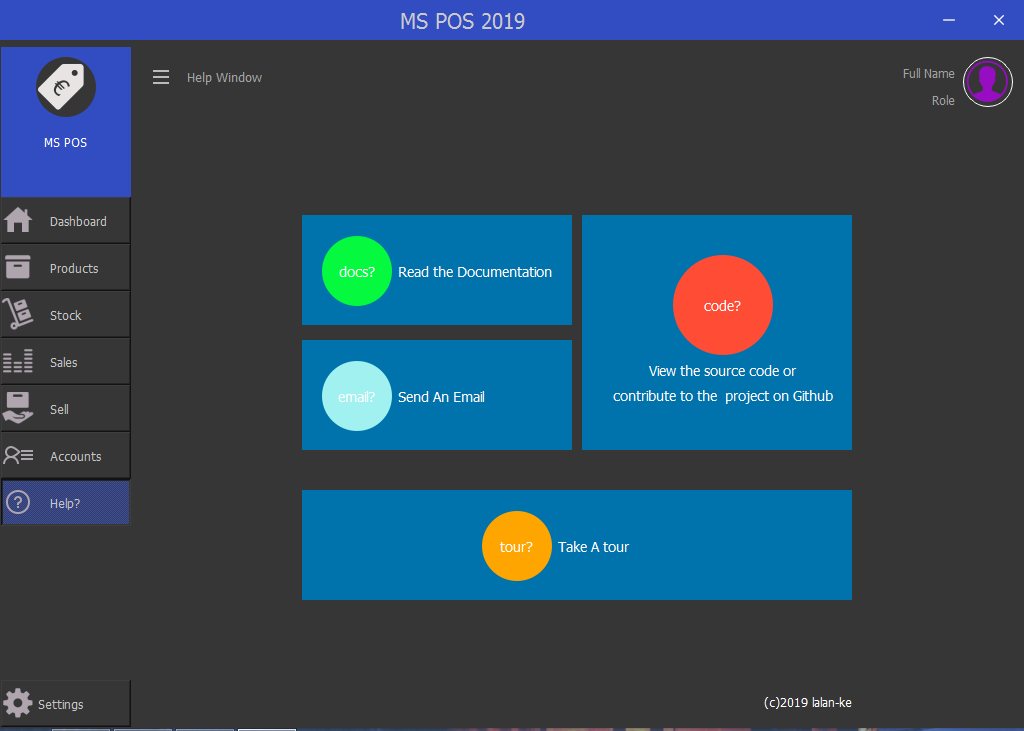 MS POS 2019
MS POS
Help Window
Full Name
Role
Dashboard
Products
Stock
Sales
Sell
Accounts
Help?
Settings
docs?
Read the Documentation
email?
Send An Email
code?
View the source code or
contribute to the  project on Github
tour?
Take A tour
(c)2019 lalan-ke